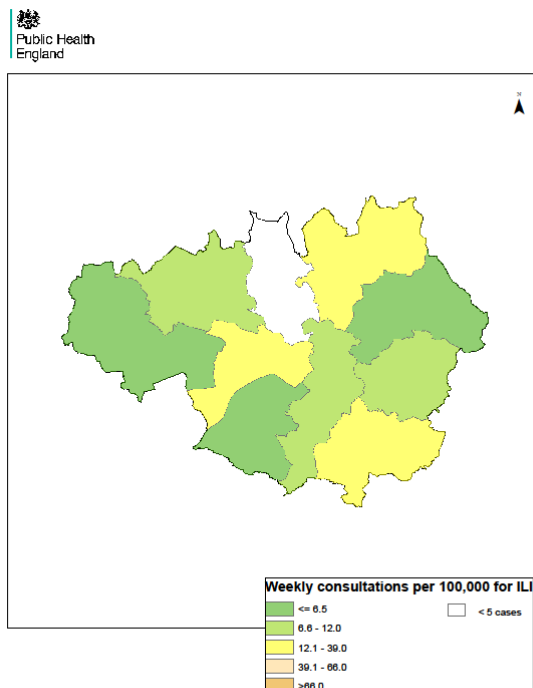 Public Health
England
N
Weekly consultations per 100,000 for ILI
<= 6.5
< 5 cases
6.6 - 12.0
12.1 - 39.0
39.1 - 66.0
>66.0